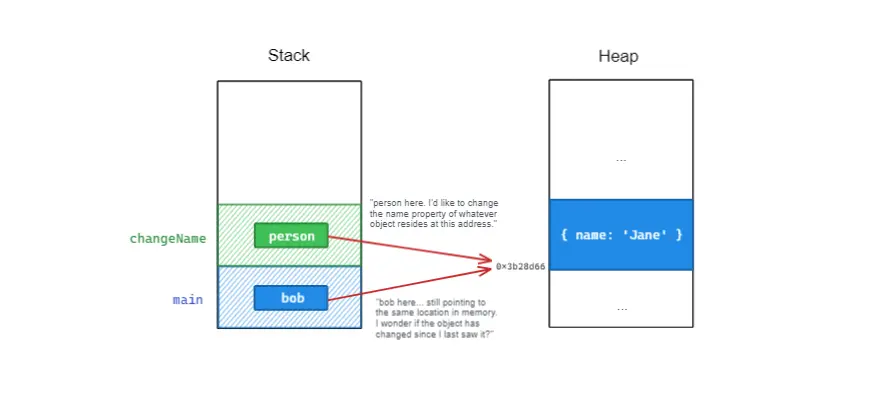 Stack
Heap
...
"person here. I'd like to change
the name property of whatever
object resides at this address."
changeName
person
{ name: 'Jane' }
0×3b28d66
main
bob
"bob here... still pointing to
the same location in memory.
I wonder if the object has
changed since I last saw it?"
...